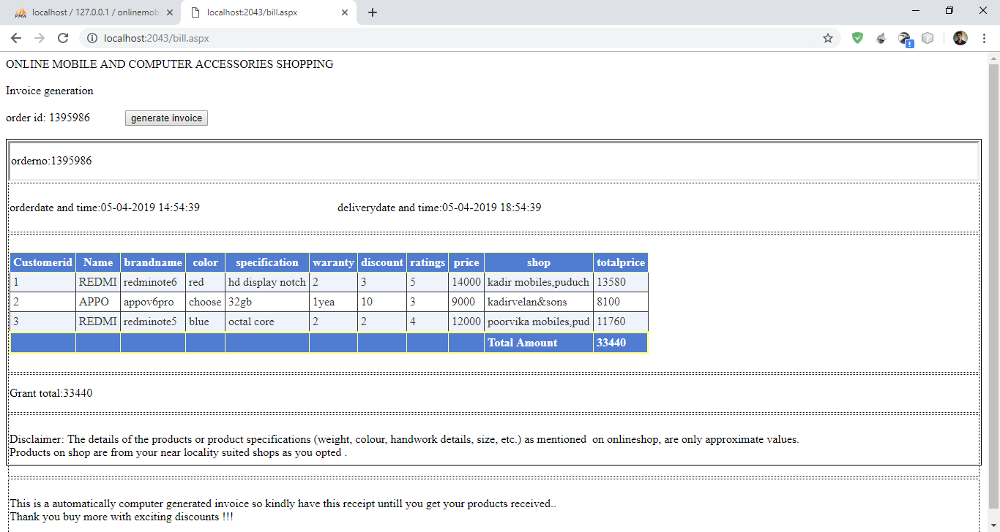 localhost / 127.0.0.1 / onlinemob
localhost:2043/bill.aspx
localhost:2043/bill.aspx
ONLINE MOBILE AND COMPUTER ACCESSORIES SHOPPING
Invoice generation
order id: 1395986 generate invoice
orderno:1395986
orderdate and time:05-04-2019 14:54:39 deliverydate and time:05-04-2019 18:54:39
Customerid Name brandname color specification waranty discount ratings price shop totalprice
1 REDMI redminote6 red hd display notch 2 3 5 14000 kadir mobiles,puduch 13580
2 APPO appov6pro choose 32gb 1yea 10 3 9000 kadirvelan&sons 8100
3 REDMI redminote5 blue octal core 2 2 4 12000 poorvika mobiles,pud 11760
Total Amount 33440
Grant total:33440
Disclaimer: The details of the products or product specifications (weight, colour, handwork details, size, etc.) as mentioned on onlineshop, are only approximate values.
Products on shop are from your near locality suited shops as you opted .
This is a automatically computer generated invoice so kindly have this receipt untill you get your products received..
Thank you buy more with exciting discounts !!!